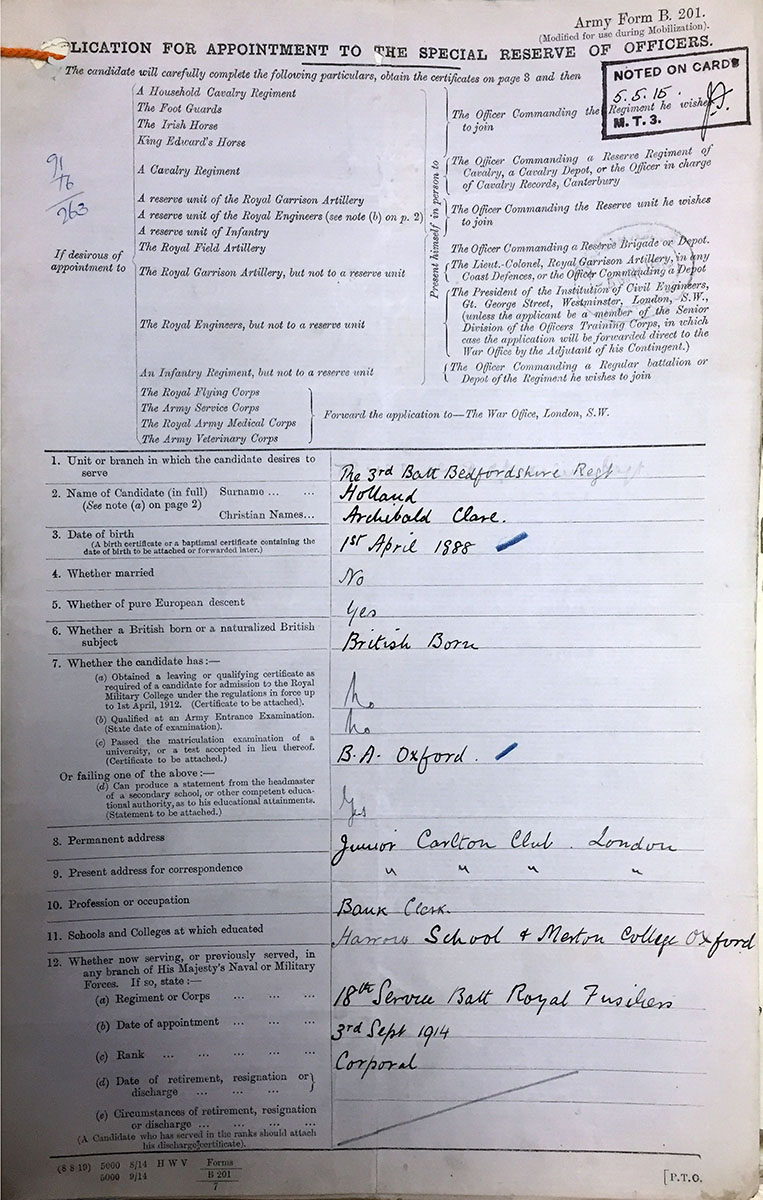 Army Form B. 201.
(Modified for use during Mobilization).
LICATION FOR APPOINTMENT TO THE SPECIAL RESERVE OF OFFICERS.
The candidate will carefully complete the following particulars, obtain the certificates on page 3 and then
NOTED ON CARDS
5.5.15.
M.T.3.
91
76
263
If desirous of
appointment to
A Household Cavalry Regiment
The Foot Guards
The Irish Horse
King Edward's Horse
A Cavalry Regiment
A reserve unit of the Royal Garrison Artillery
A reserve unit of the Royal Engineers (see note (b) on p. 2)
A reserve unit of Infantry
The Royal Field Artillery
The Royal Garrison Artillery, but not to a reserve unit
The Royal Engineers, but not to a reserve unit
An Infantry Regiment, but not to a reserve unit
Present himself in person to
The Officer Commanding the Regiment he wishes
to join
The Officer Commanding a Reserve Regiment of
Cavalry, a Cavalry Depot, or the Officer in charge
of Cavalry Records, Canterbury
The Officer Commanding the Reserve unit he wishes
to join
The Officer Commanding a Reserve Brigade or Depot.
The Lieut.-Colonel, Royal Garrison Artillery, in any
Coast Defences, or the Officer Commanding a Depot
The President of the Institution of Civil Engineers,
Gt. George Street, Westminster, London, S.W.,
(unless the applicant be a member of the Senior
Division of the Officers Training Corps, in which
case the application will be forwarded direct to the
War Office by the Adjutant of his Contingent.)
The Officer Commanding a Regular battalion or
Depot of the Regiment he wishes to join
The Royal Flying Corps
The Army Service Corps
The Royal Army Medical Corps
The Army Veterinary Corps
Forward the application to—The War Office, London, S.W.
1. Unit or branch in which the candidate desires to
serve
The 3rd Batt Bedfordshire Regt
2. Name of Candidate (in full) Surname ... ...
Holland
(See note (a) on page 2)
Christian Names...
Archibald Clare.
3. Date of birth
(A birth certificate or a baptismal certificate containing the
date of birth to be attached or forwarded later.)
1st April 1888
4. Whether married
No
5. Whether of pure European descent
Yes
6. Whether a British born or a naturalized British
subject
British Born
7. Whether the candidate has:—
(a) Obtained a leaving or qualifying certificate as
required of a candidate for admission to the Royal
Military College under the regulations in force up
to 1st April, 1912. (Certificate to be attached).
No
(b) Qualified at an Army Entrance Examination.
(State date of examination).
No
(c) Passed the matriculation examination of a
university, or a test accepted in lieu thereof.
(Certificate to be attached.)
B.A. Oxford.
Or failing one of the above:—
(d) Can produce a statement from the headmaster
of a secondary school, or other competent educa-
tional authority, as to his educational attainments.
(Statement to be attached.)
Yes
8. Permanent address
Junior Carlton Club. London
9. Present address for correspondence
" " " "
10. Profession or occupation
Bank Clerk.
11. Schools and Colleges at which educated
Harrow School & Merton College Oxford
12. Whether now serving, or previously served, in
any branch of His Majesty's Naval or Military
Forces. If so, state:—
(a) Regiment or Corps ... ... ...
18th Service Batt Royal Fusiliers
(b) Date of appointment ... ... ...
3rd Sept 1914
(c) Rank ... ... ... ... ...
Corporal
(d) Date of retirement, resignation or
discharge ... ... ...
(e) Circumstances of retirement, resignation
or discharge ... ... ... ...
(A Candidate who has served in the ranks should attach
his discharge certificate).
(8 8 19) 5000 8/14 H W V Forms
5000 9/14 B 201
7
[P.T.O.